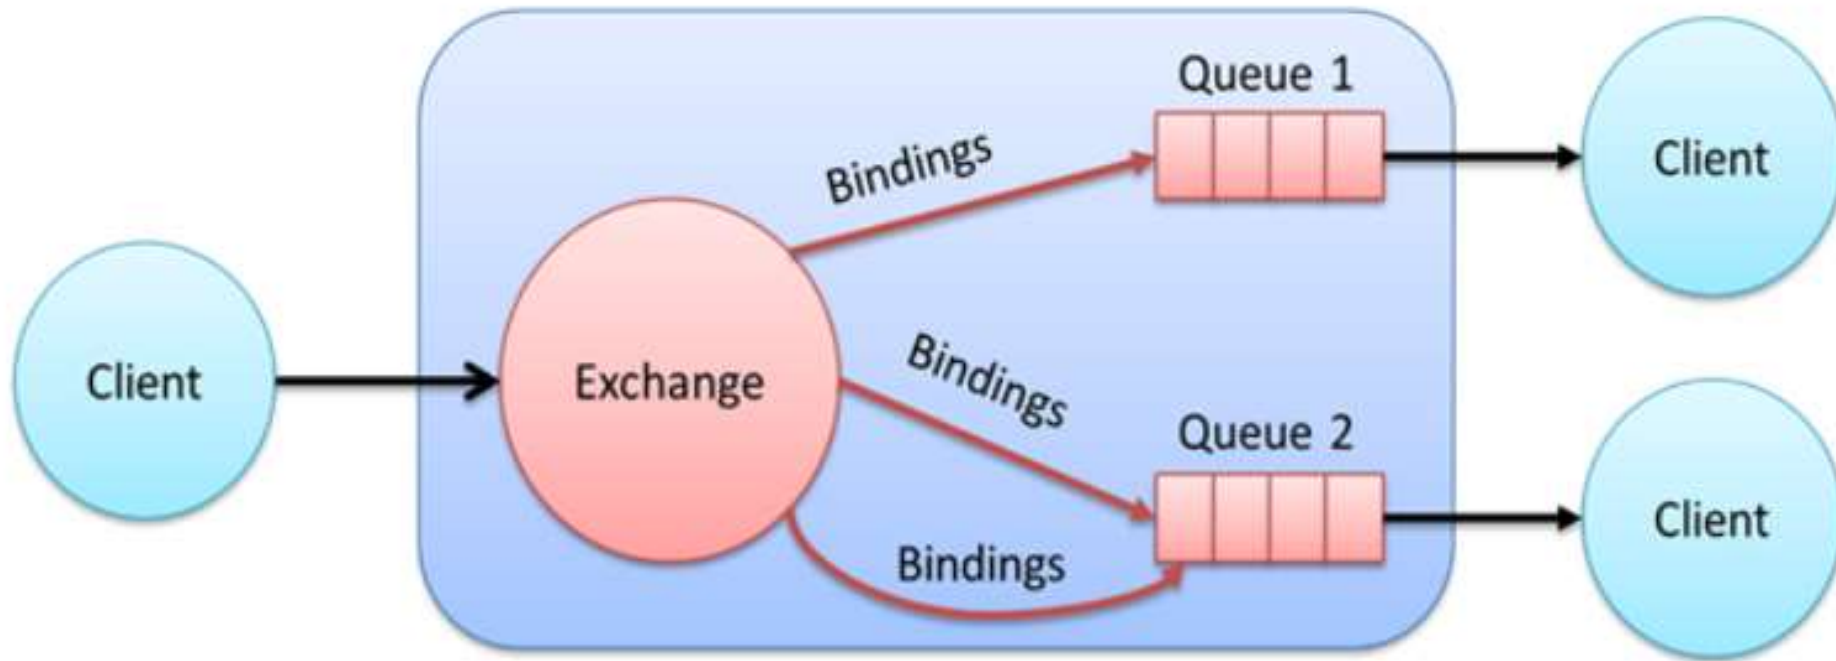 Queue 1
Bindings
Client
Client
Exchange
Bindings
Queue 2
Bindings
Client